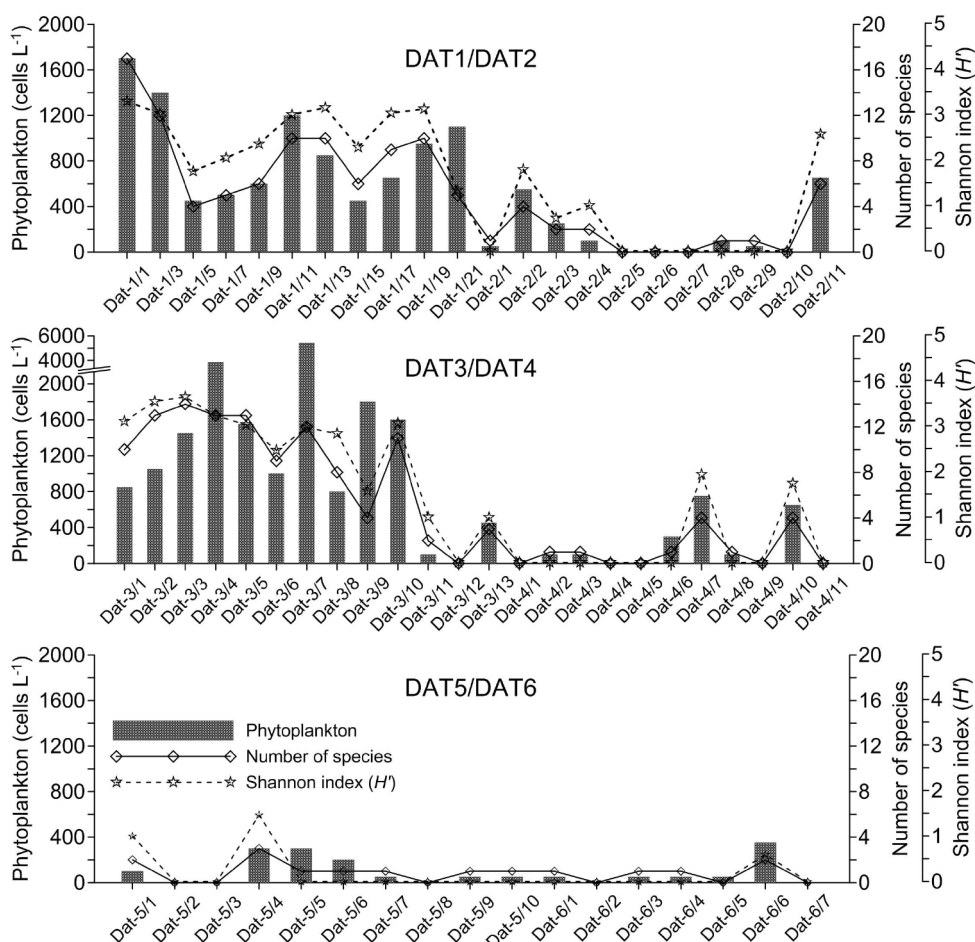 DAT1/DAT2
Phytoplankton (cells L⁻¹)
2000
1600
1200
800
400
0
20
16
12
8
4
0
Number of species
5
4
3
2
1
0
Shannon index (H')
Dat-1/1
Dat-1/3
Dat-1/5
Dat-1/7
Dat-1/9
Dat-1/11
Dat-1/13
Dat-1/15
Dat-1/17
Dat-1/19
Dat-1/21
Dat-2/1
Dat-2/2
Dat-2/3
Dat-2/4
Dat-2/5
Dat-2/6
Dat-2/7
Dat-2/8
Dat-2/9
Dat-2/10
Dat-2/11
DAT3/DAT4
Phytoplankton (cells L⁻¹)
6000
4000
2000
1600
1200
800
400
0
20
16
12
8
4
0
Number of species
5
4
3
2
1
0
Shannon index (H')
Dat-3/1
Dat-3/2
Dat-3/3
Dat-3/4
Dat-3/5
Dat-3/6
Dat-3/7
Dat-3/8
Dat-3/9
Dat-3/10
Dat-3/11
Dat-3/12
Dat-3/13
Dat-4/1
Dat-4/2
Dat-4/3
Dat-4/4
Dat-4/5
Dat-4/6
Dat-4/7
Dat-4/8
Dat-4/9
Dat-4/10
Dat-4/11
DAT5/DAT6
Phytoplankton (cells L⁻¹)
2000
1600
1200
800
400
0
Phytoplankton
Number of species
Shannon index (H')
20
16
12
8
4
0
Number of species
5
4
3
2
1
0
Shannon index (H')
Dat-5/1
Dat-5/2
Dat-5/3
Dat-5/4
Dat-5/5
Dat-5/6
Dat-5/7
Dat-5/8
Dat-5/9
Dat-5/10
Dat-6/1
Dat-6/2
Dat-6/3
Dat-6/4
Dat-6/5
Dat-6/6
Dat-6/7